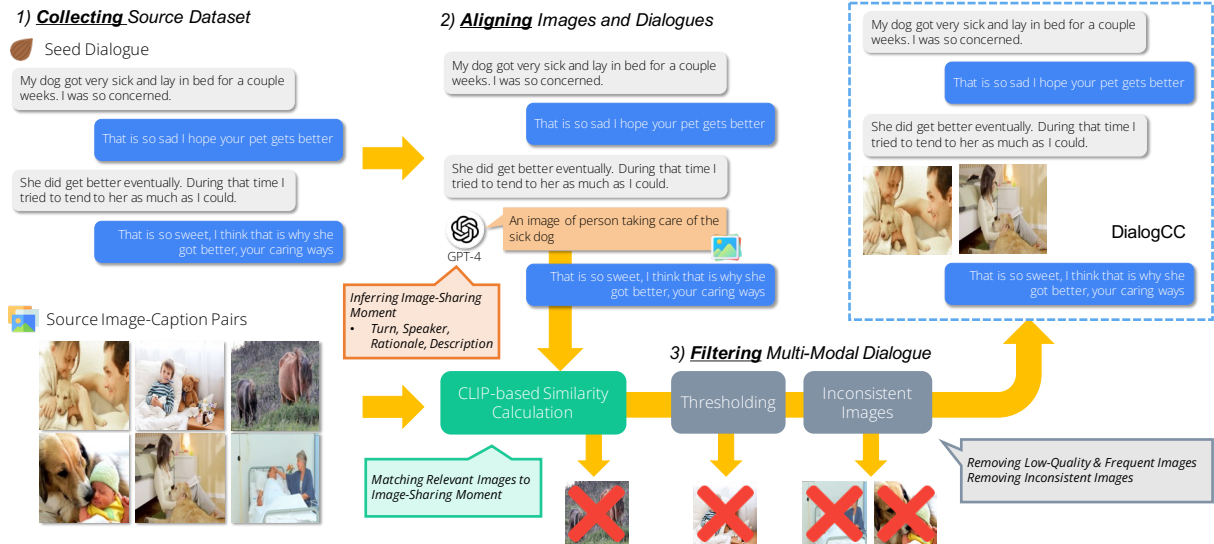 1) Collecting Source Dataset
Seed Dialogue
My dog got very sick and lay in bed for a couple
weeks. I was so concerned.
That is so sad I hope your pet gets better
She did get better eventually. During that time I
tried to tend to her as much as I could.
That is so sweet, I think that is why she
got better, your caring ways
Source Image-Caption Pairs
2) Aligning Images and Dialogues
My dog got very sick and lay in bed for a couple
weeks. I was so concerned.
That is so sad I hope your pet gets better
She did get better eventually. During that time I
tried to tend to her as much as I could.
GPT-4
An image of person taking care of the
sick dog
That is so sweet, I think that is why she
got better, your caring ways
Inferring Image-Sharing
Moment
• Turn, Speaker,
Rationale, Description
3) Filtering Multi-Modal Dialogue
CLIP-based Similarity
Calculation
Thresholding
Inconsistent
Images
Matching Relevant Images to
Image-Sharing Moment
Removing Low-Quality & Frequent Images
Removing Inconsistent Images
My dog got very sick and lay in bed for a couple
weeks. I was so concerned.
That is so sad I hope your pet gets better
She did get better eventually. During that time I
tried to tend to her as much as I could.
DialogCC
That is so sweet, I think that is why she
got better, your caring ways